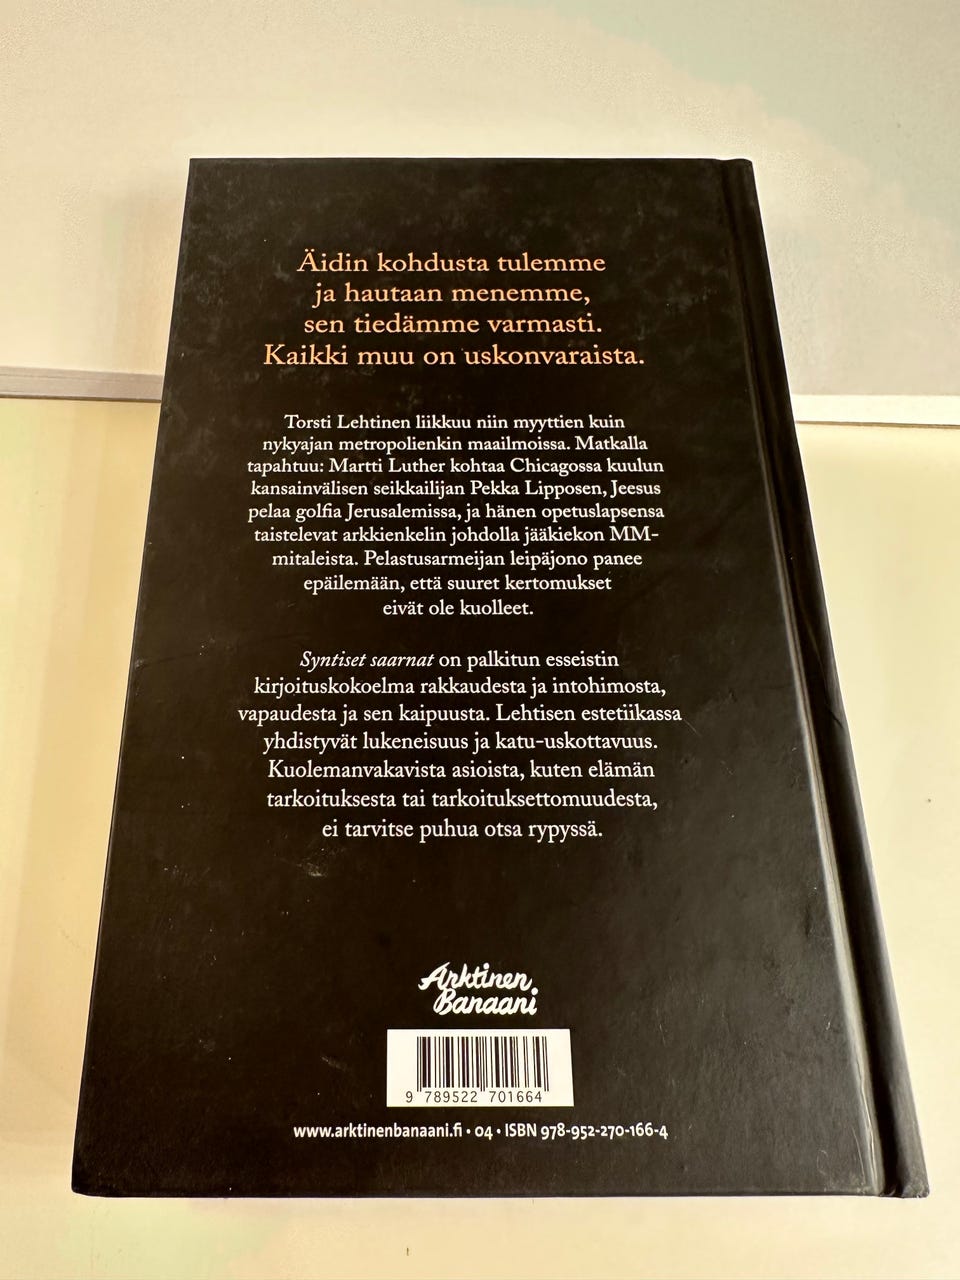 Äidin kohdusta tulemme
ja hautaan menemme,
sen tiedämme varmasti.
Kaikki muu on uskonvaraista.
Torsti Lehtinen liikkuu niin myyttien kuin
nykyajan metropolienkin maailmoissa. Matkalla
tapahtuu: Martti Luther kohtaa Chicagossa kuulun
kansainvälisen seikkailijan Pekka Lipposen, Jeesus
pelaa golfia Jerusalemissa, ja hänen opetuslapsensa
taistelevat arkkienkelin johdolla jääkiekon MM-
mitaleista. Pelastusarmeijan leipäjono panee
epäilemään, että suuret kertomukset
eivät ole kuolleet.
Syntiset saarnat on palkitun esseistin
kirjoituskokoelma rakkaudesta ja intohimosta,
vapaudesta ja sen kaipuusta. Lehtisen estetiikassa
yhdistyvät lukeneisuus ja katu-uskottavuus.
Kuolemanvakavista asioista, kuten elämän
tarkoituksesta tai tarkoituksettomuudesta,
ei tarvitse puhua otsa rypyssä.
Arktinen
Banaani
9 789522 701664
www.arktinenbanaani.fi • 04 • ISBN 978-952-270-166-4